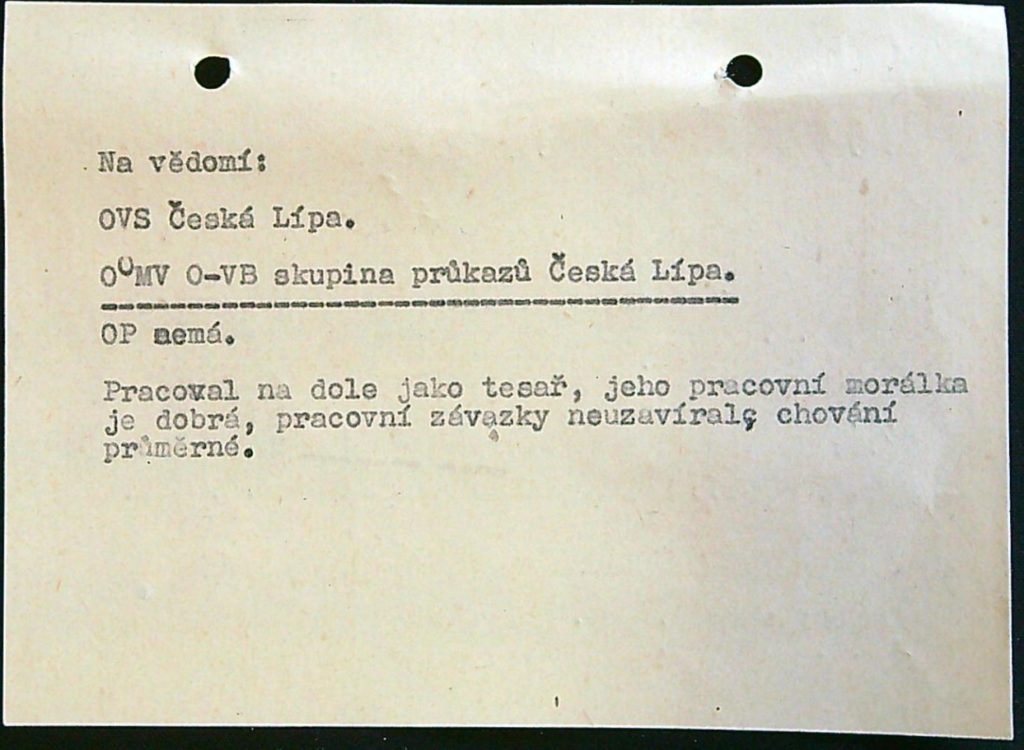 Na vědomí:
OVS Česká Lípa.
OOMV O-VB skupina průkazů Česká Lípa.
OP nemá.
Pracoval na dole jako tesař, jeho pracovní morálka
je dobrá, pracovní závazky neuzavíral, chování
průměrné.